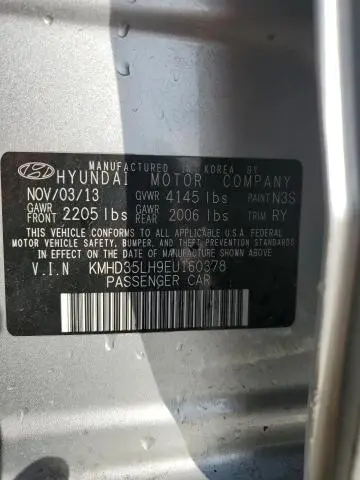 MANUFACTURED IN KOREA BY
HYUNDAI MOTOR COMPANY
NOV/03/13 GVWR 4145 lbs PAINT N3S
GAWR FRONT 2205 lbs GAWR REAR 2006 lbs TRIM RY
THIS VEHICLE CONFORMS TO ALL APPLICABLE U.S.A. FEDERAL
MOTOR VEHICLE SAFETY, BUMPER, AND THEFT PREVENTION
STANDARDS IN EFFECT ON THE DATE OF MANUFACTURE SHOWN ABOVE.
V.I.N KMHD35LH9EU160378
PASSENGER CAR